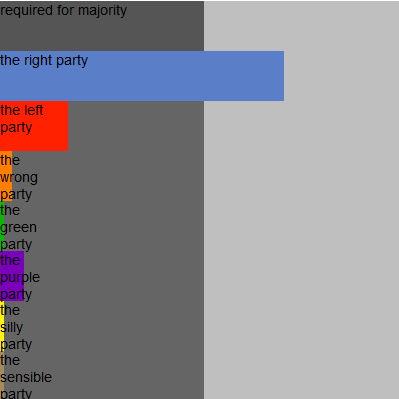 required for majority
the right party
the left
party
the
wrong
party
the
green
party
the
purple
party
the
silly
party
the
sensible
party